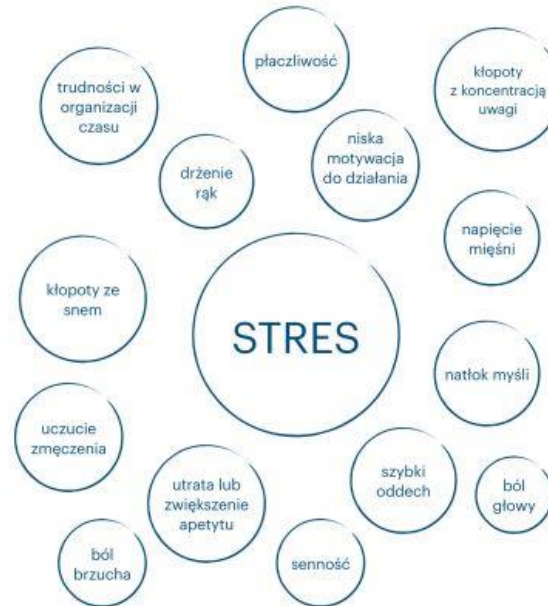 płaczliwość
kłopoty
z koncentracją
uwagi
trudności w
organizacji
czasu
niska
motywacja
do działania
drżenie
rąk
napięcie
mięśni
kłopoty ze
snem
STRES
natłok myśli
uczucie
zmęczenia
utrata lub
zwiększenie
apetytu
szybki
oddech
ból
głowy
ból
brzucha
senność